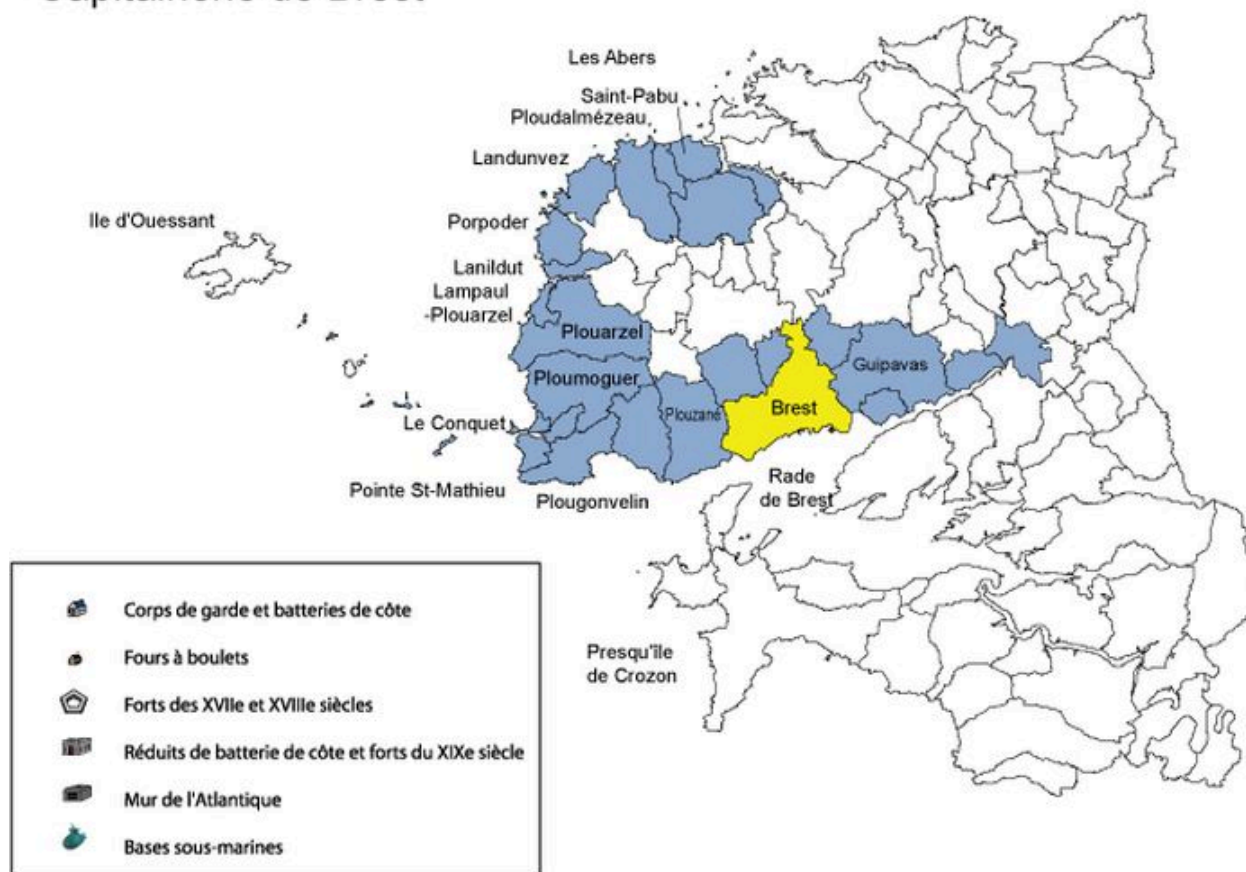 Capitainerie de Brest
Les Abers
Saint-Pabu
Ploudalmézeau
Landunvez
Ile d'Ouessant
Porpoder
Lanildut
Lampaul
-Plouarzel
Plouarzel
Guipavas
Ploumoguer
Plouzané
Brest
Le Conquet
Rade
de Brest
Pointe St-Mathieu
Plougonvelin
Presqu'île
de Crozon
Corps de garde et batteries de côte
Fours à boulets
Forts des XVIIe et XVIIIe siècles
Réduits de batterie de côte et forts du XIXe siècle
Mur de l'Atlantique
Bases sous-marines